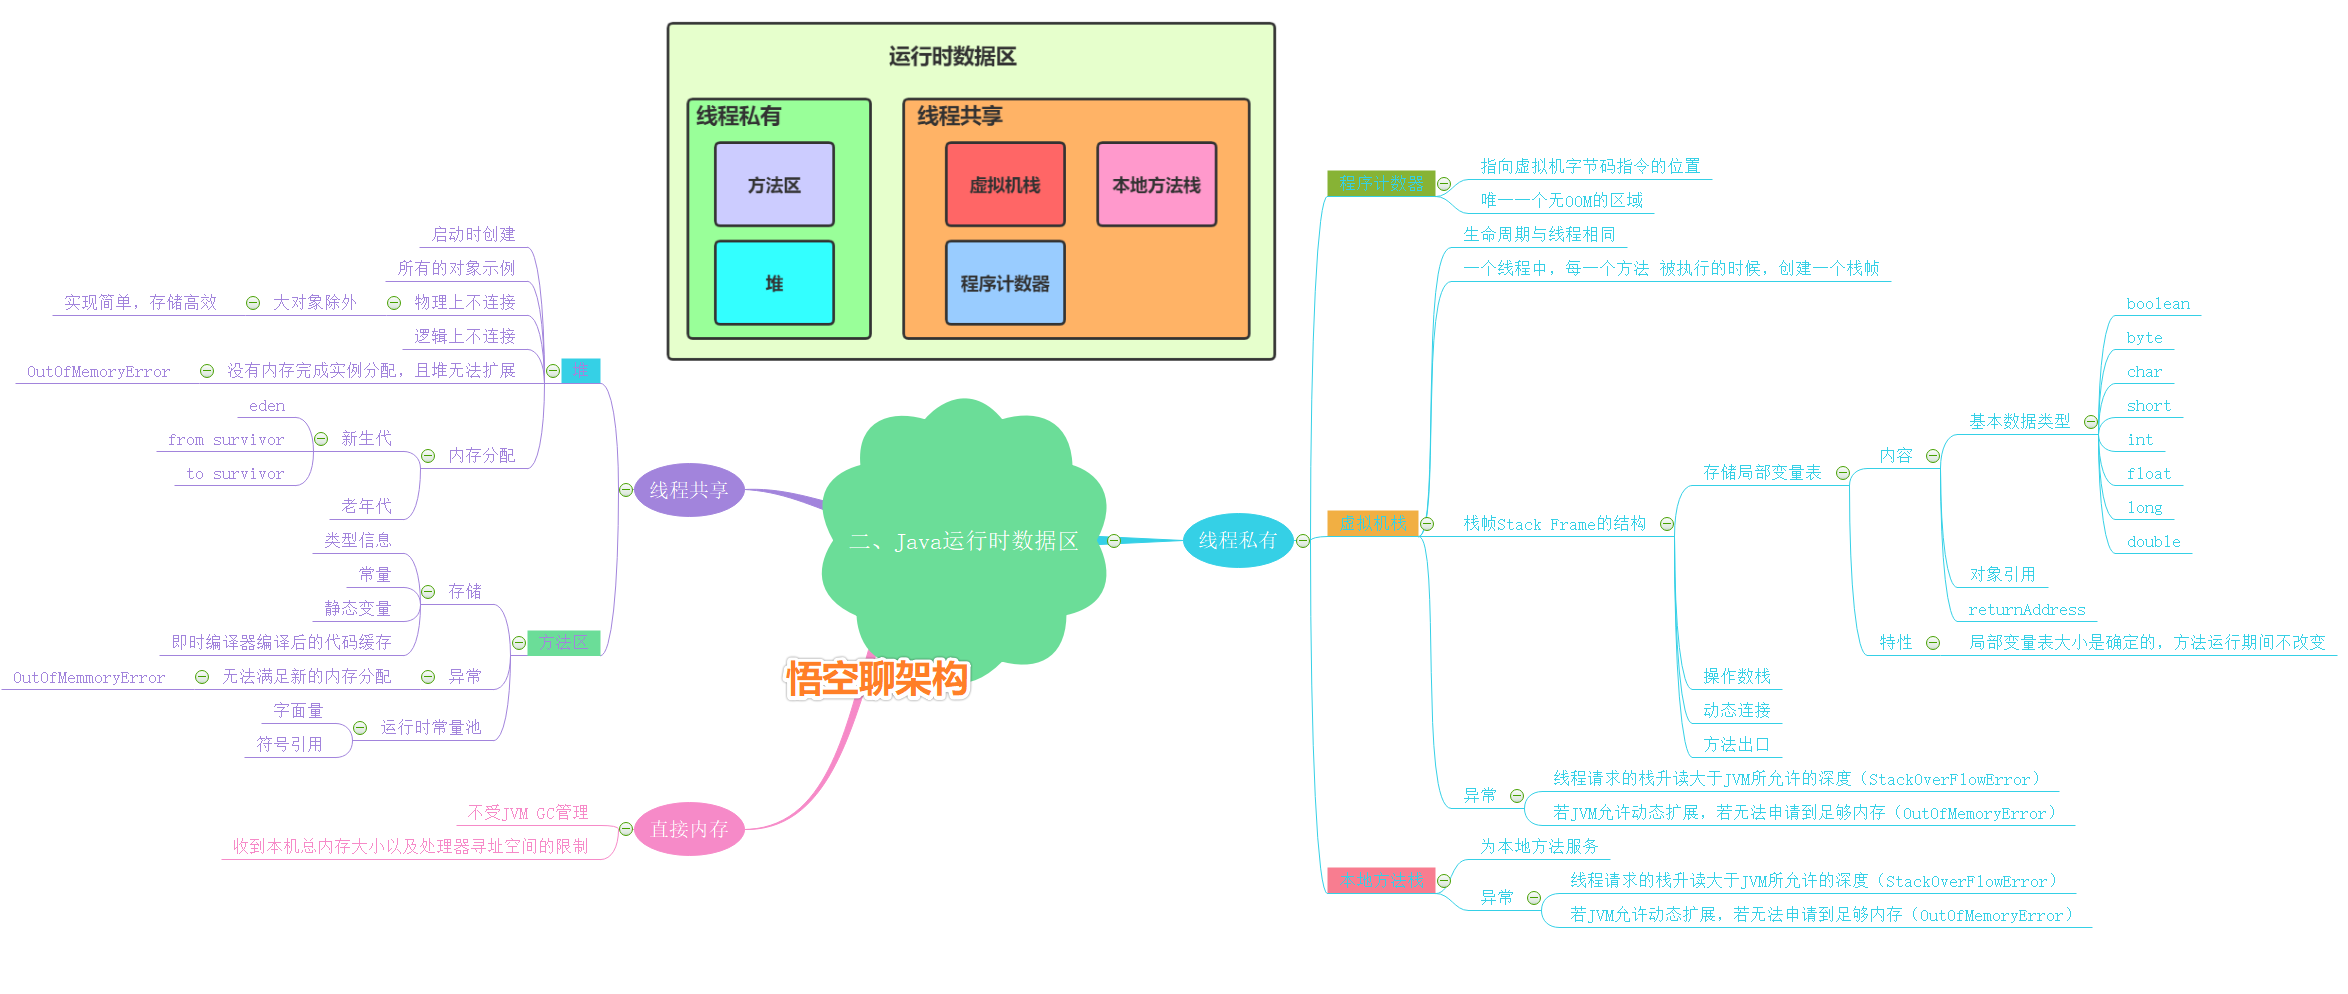 运行时数据区
线程私有
方法区
堆
线程共享
虚拟机栈
本地方法栈
程序计数器
二、Java运行时数据区
悟空聊架构
线程共享
堆
启动时创建
所有的对象示例
物理上不连接
大对象除外
实现简单，存储高效
逻辑上不连接
没有内存完成实例分配，且堆无法扩展
OutOfMemoryError
内存分配
新生代
eden
from survivor
to survivor
老年代
方法区
存储
类型信息
常量
静态变量
即时编译器编译后的代码缓存
异常
无法满足新的内存分配
OutOfMemmoryError
运行时常量池
字面量
符号引用
直接内存
不受JVM GC管理
收到本机总内存大小以及处理器寻址空间的限制
线程私有
程序计数器
指向虚拟机字节码指令的位置
唯一一个无OOM的区域
虚拟机栈
生命周期与线程相同
一个线程中，每一个方法 被执行的时候，创建一个栈帧
栈帧Stack Frame的结构
存储局部变量表
内容
基本数据类型
boolean
byte
char
short
int
float
long
double
对象引用
returnAddress
特性
局部变量表大小是确定的，方法运行期间不改变
操作数栈
动态连接
方法出口
异常
线程请求的栈升读大于JVM所允许的深度（StackOverFlowError）
若JVM允许动态扩展，若无法申请到足够内存（OutOfMemoryError）
本地方法栈
为本地方法服务
异常
线程请求的栈升读大于JVM所允许的深度（StackOverFlowError）
若JVM允许动态扩展，若无法申请到足够内存（OutOfMemoryError）